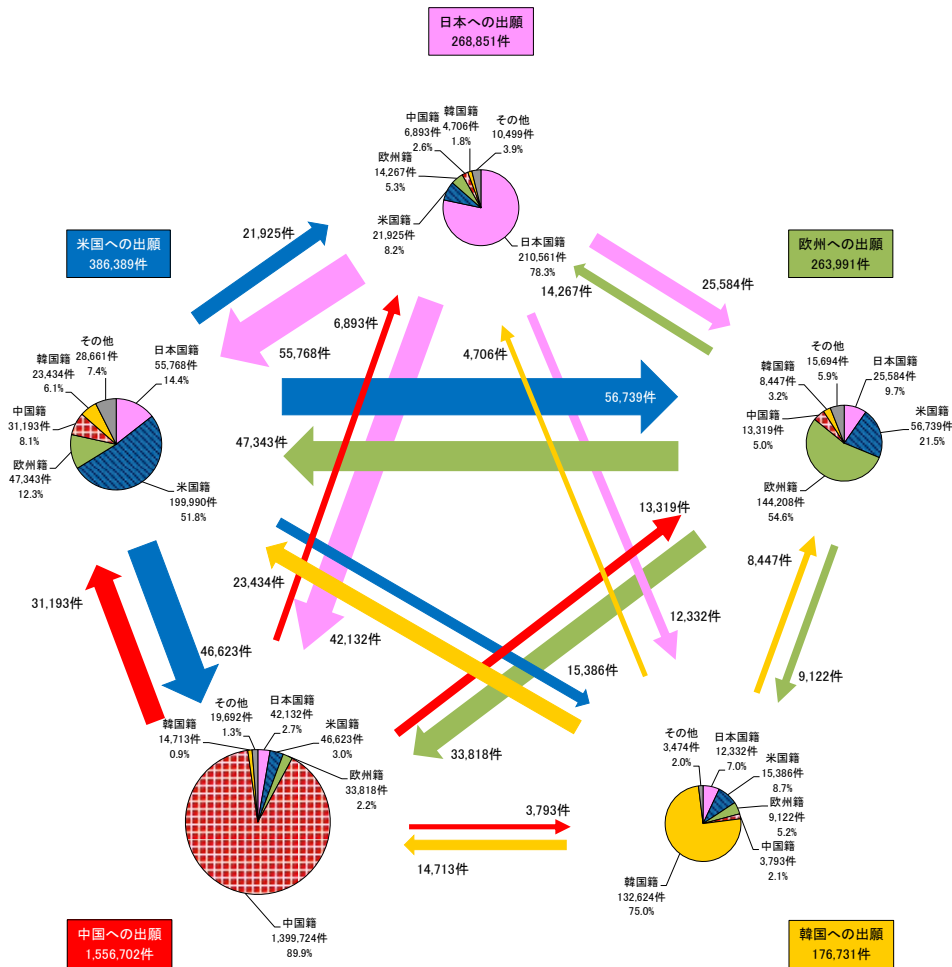 日本への出願
268,851件
中国籍
6,893件
2.6%
韓国籍
4,706件
1.8%
その他
10,499件
3.9%
欧州籍
14,267件
5.3%
米国籍
21,925件
8.2%
日本国籍
210,561件
78.3%
米国への出願
386,389件
欧州への出願
263,991件
21,925件
55,768件
6,893件
4,706件
14,267件
25,584件
その他
28,661件
7.4%
日本国籍
55,768件
14.4%
韓国籍
23,434件
6.1%
中国籍
31,193件
8.1%
欧州籍
47,343件
12.3%
米国籍
199,990件
51.8%
56,739件
47,343件
その他
15,694件
5.9%
日本国籍
25,584件
9.7%
韓国籍
8,447件
3.2%
中国籍
13,319件
5.0%
米国籍
56,739件
21.5%
欧州籍
144,208件
54.6%
31,193件
46,623件
23,434件
42,132件
13,319件
15,386件
12,332件
33,818件
8,447件
9,122件
韓国籍
14,713件
0.9%
その他
19,692件
1.3%
日本国籍
42,132件
2.7%
米国籍
46,623件
3.0%
欧州籍
33,818件
2.2%
中国籍
1,399,724件
89.9%
3,793件
14,713件
その他
3,474件
2.0%
日本国籍
12,332件
7.0%
米国籍
15,386件
8.7%
欧州籍
9,122件
5.2%
中国籍
3,793件
2.1%
韓国籍
132,624件
75.0%
中国への出願
1,556,702件
韓国への出願
176,731件